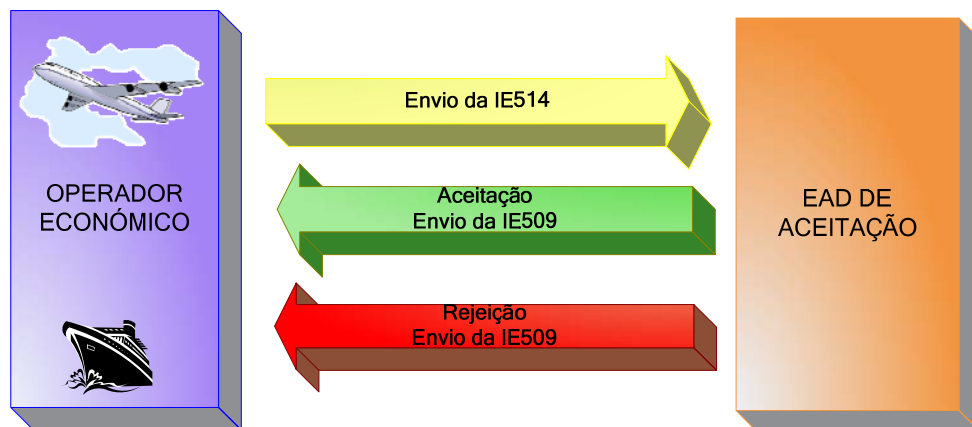 OPERADOR
ECONÓMICO
Envio da IE514
Aceitação
Envio da IE509
Rejeição
Envio da IE509
EAD DE
ACEITAÇÃO